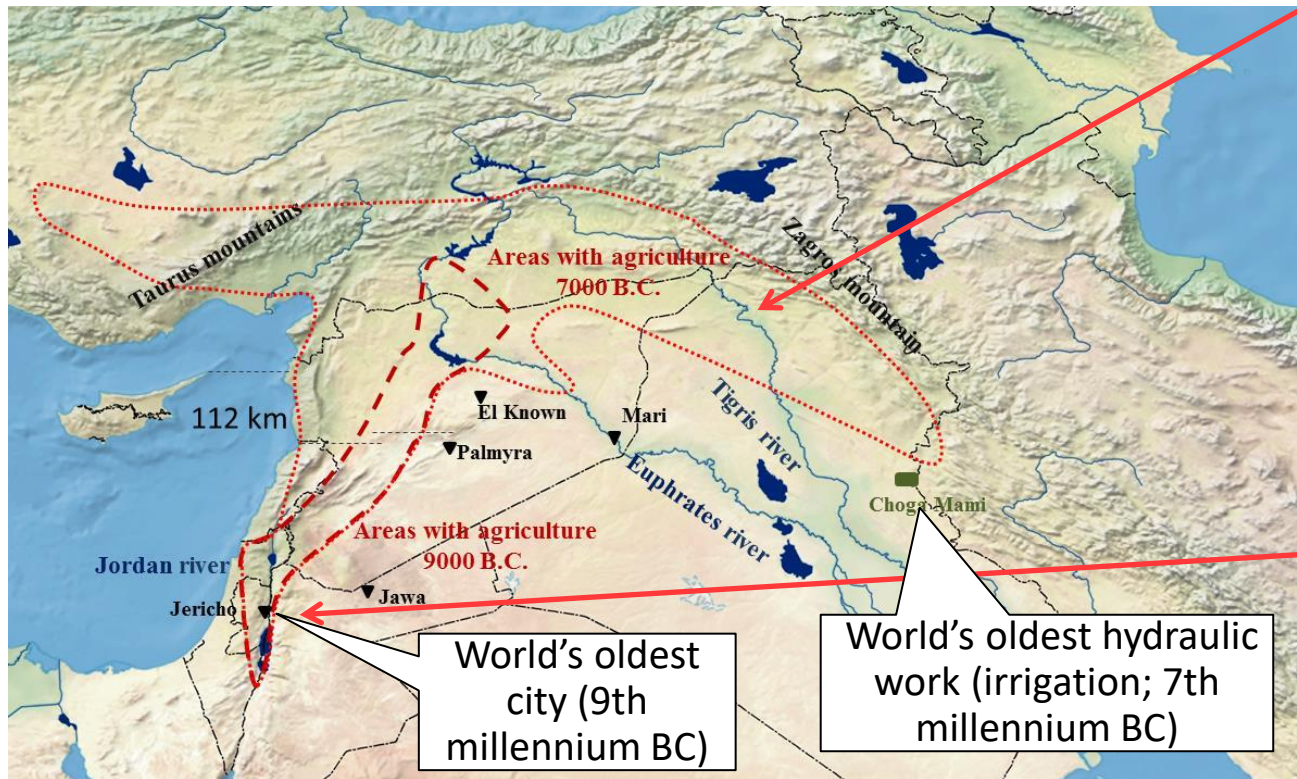 Taurus mountains
Zagros mountain
Areas with agriculture
7000 B.C.
112 km
El Known
Mari
Palmyra
Tigris river
Euphrates river
Choga Mami
Areas with agriculture
9000 B.C.
Jordan river
Jericho
Jawa
World’s oldest
city (9th
millennium BC)
World’s oldest hydraulic
work (irrigation; 7th
millennium BC)